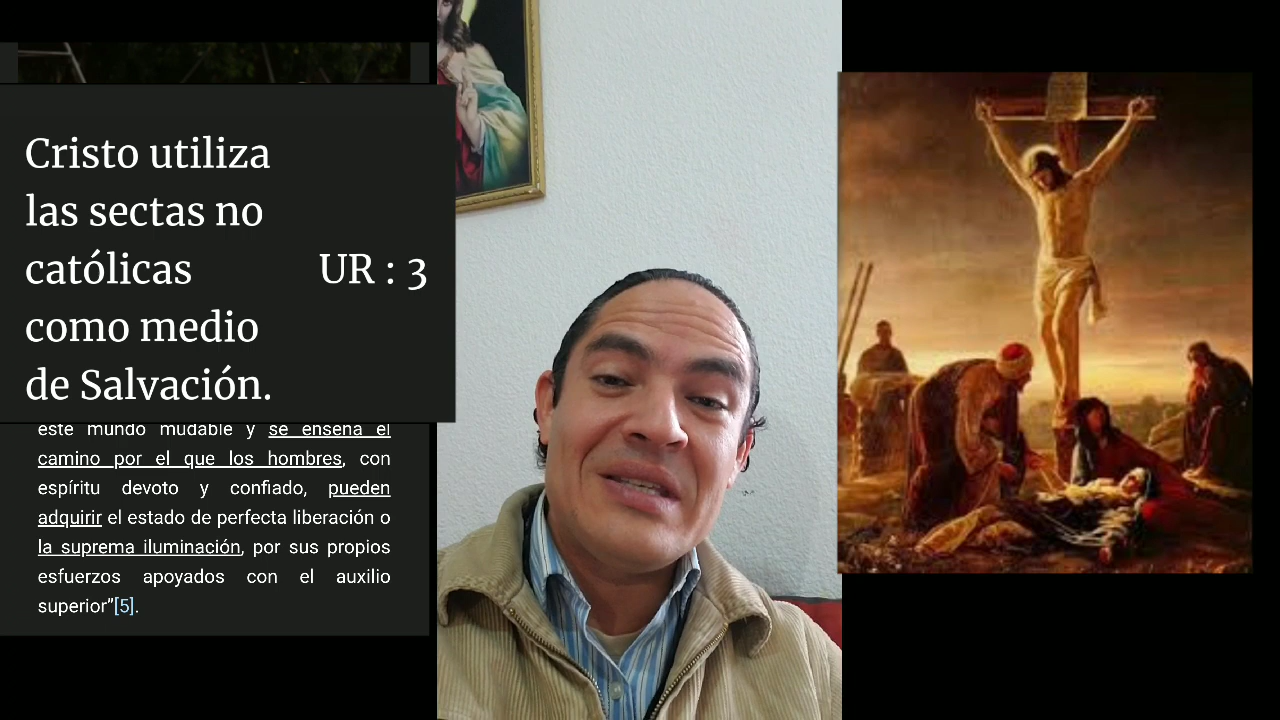 Cristo utiliza
las sectas no
católicas UR : 3
como medio
de Salvación.
este mundo mudable y se enseña el
camino por el que los hombres, con
espíritu devoto y confiado, pueden
adquirir el estado de perfecta liberación o
la suprema iluminación, por sus propios
esfuerzos apoyados con el auxilio
superior”[5].